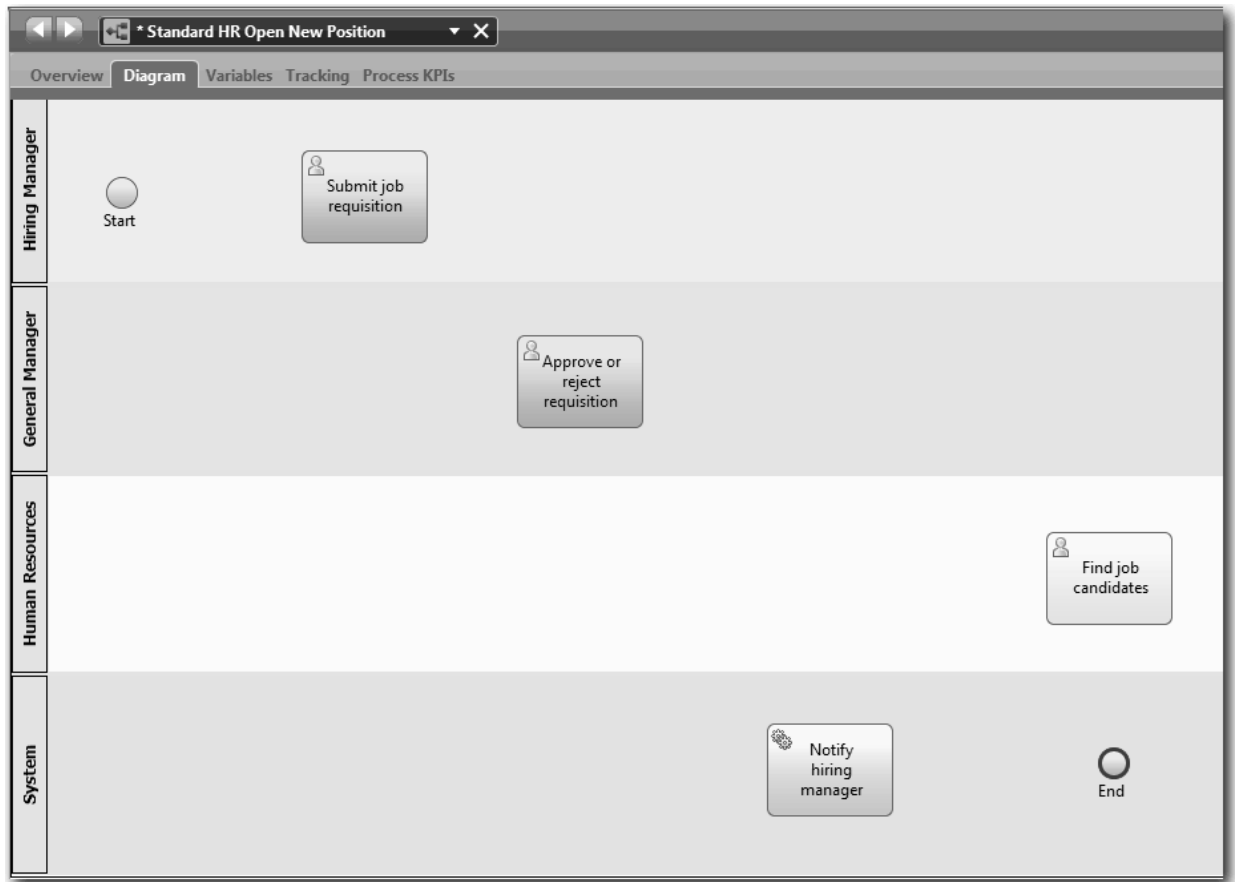 * Standard HR Open New Position
Overview Diagram Variables Tracking Process KPIs
Hiring Manager
Start
Submit job
requisition
General Manager
Approve or
reject
requisition
Human Resources
Find job
candidates
System
Notify
hiring
manager
End